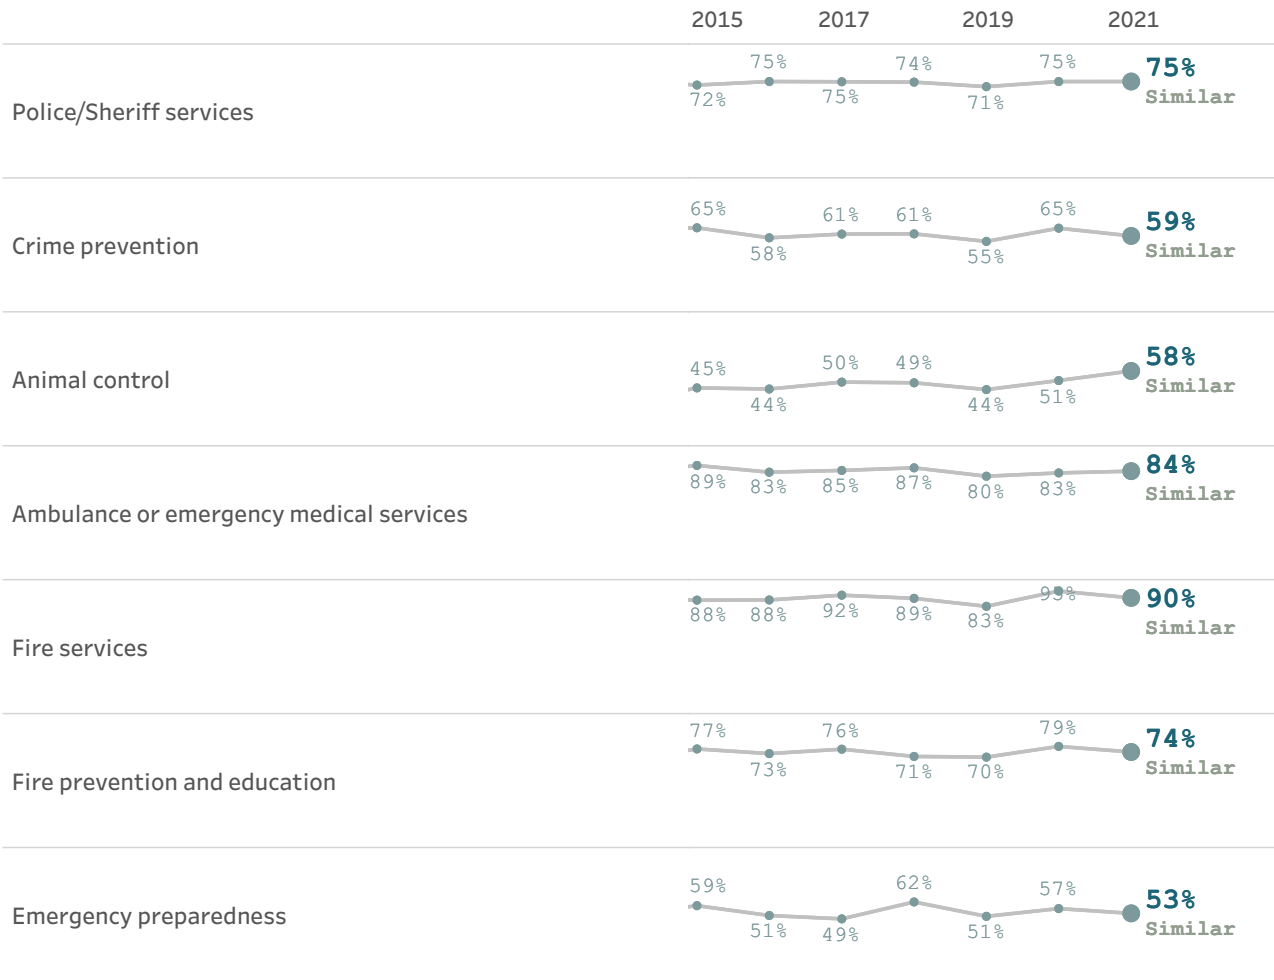 2015 2017 2019 2021
75% 74% 75% 75%
72% 75% 71% Similar
Police/Sheriff services
65% 61% 61% 65% 59%
Crime prevention 58% 55% Similar
45% 50% 49% 58%
Animal control 44% 44% 51% Similar
84%
89% 83% 85% 87% 80% 83% Similar
Ambulance or emergency medical services
93% 90%
88% 88% 92% 89% 83% Similar
Fire services
77% 76% 79% 74%
73% 71% 70% Similar
Fire prevention and education
59% 62% 57% 53%
Emergency preparedness 51% 49% 51% Similar